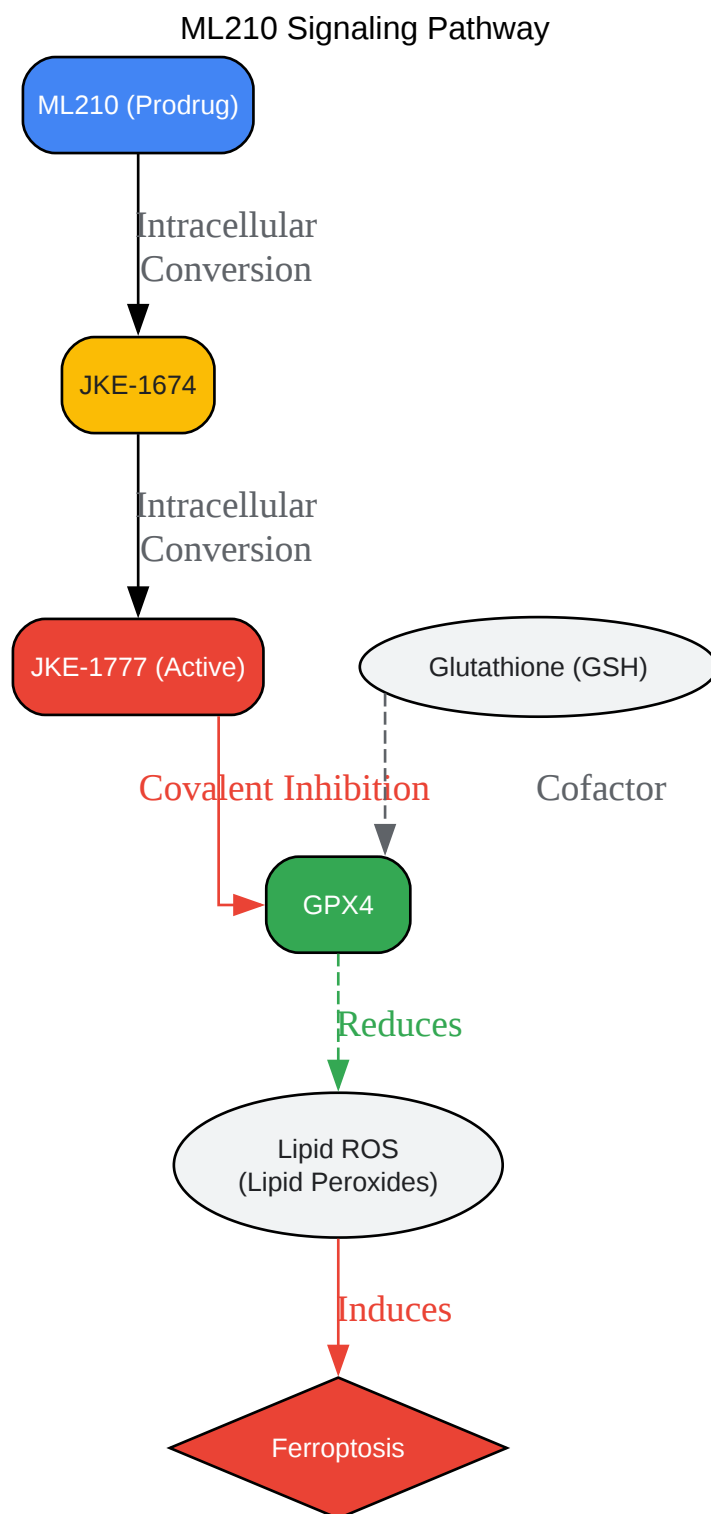 ML210 Signaling Pathway
ML210 (Prodrug)
Intracellular
Conversion
JKE-1674
Intracellular
Conversion
JKE-1777 (Active)
Glutathione (GSH)
Covalent Inhibition
Cofactor
GPX4
Reduces
Lipid ROS
(Lipid Peroxides)
Induces
Ferroptosis